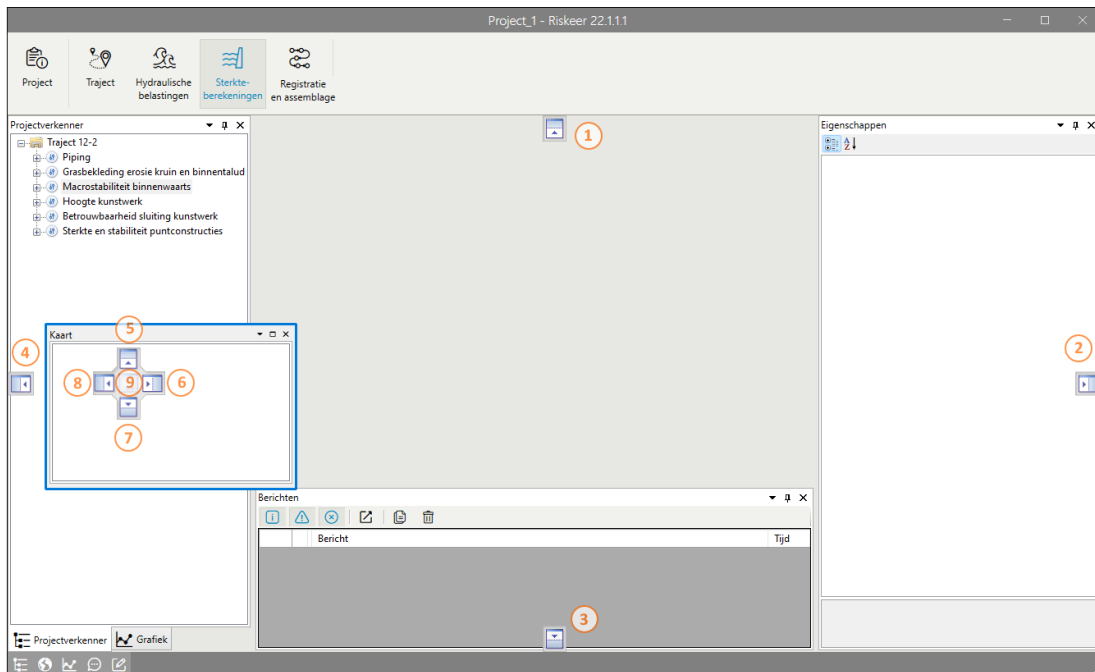 Project_1 - Riskeer 22.1.1.1
Project
Traject
Hydraulische
belastingen
Sterkte-
berekeningen
Registratie
en assemblage
Projectverkenner
Traject 12-2
Piping
Grasbekleding erosie kruin en binnentalud
Macrostabiliteit binnenwaarts
Hoogte kunstwerk
Betrouwbaarheid sluiting kunstwerk
Sterkte en stabiliteit puntconstructies
1
Eigenschappen
Kaart
5
4
8
9
6
7
2
Berichten
Bericht
Tijd
3
Projectverkenner
Grafiek